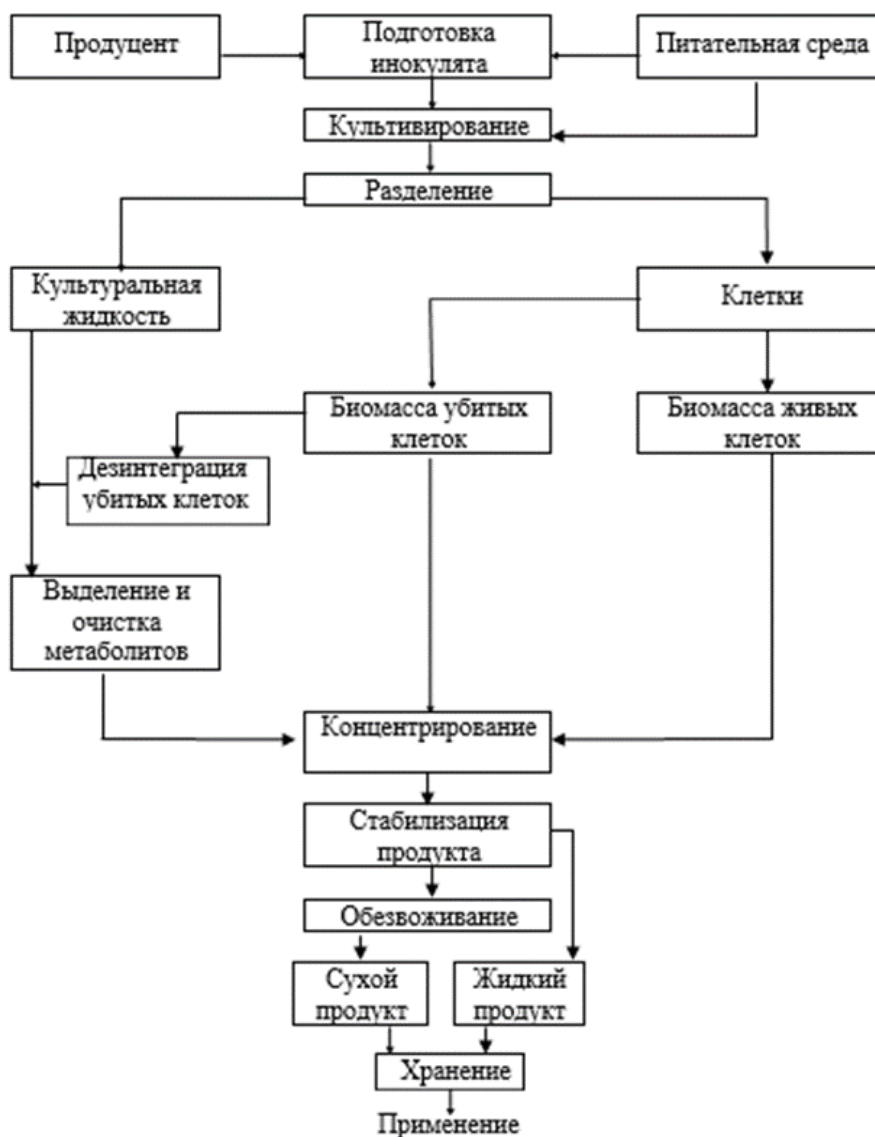 Продуцент
Подготовка
инокулята
Питательная среда
Культивирование
Разделение
Культуральная
жидкость
Клетки
Биомасса убитых
клеток
Биомасса живых
клеток
Дезинтеграция
убитых клеток
Выделение и
очистка
метаболитов
Концентрирование
Стабилизация
продукта
Обезвоживание
Сухой
продукт
Жидкий
продукт
Хранение
Применение